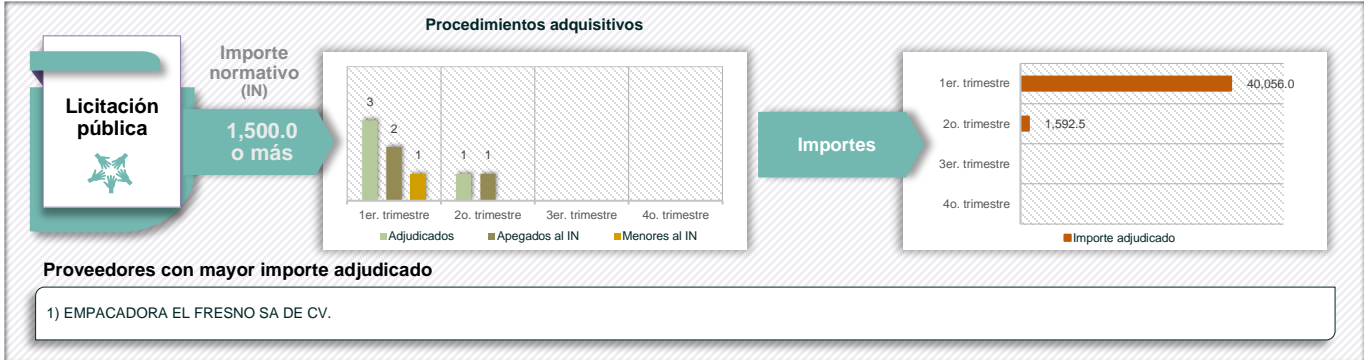 Procedimientos adquisitivos
Licitación
pública
Importe
normativo
(IN)
1,500.0
o más
3
2
1
1
1
1er. trimestre
2o. trimestre
3er. trimestre
4o. trimestre
Adjudicados
Apegados al IN
Menores al IN
Importes
1er. trimestre
40,056.0
2o. trimestre
1,592.5
3er. trimestre
4o. trimestre
Importe adjudicado
Proveedores con mayor importe adjudicado
1) EMPACADORA EL FRESNO SA DE CV.